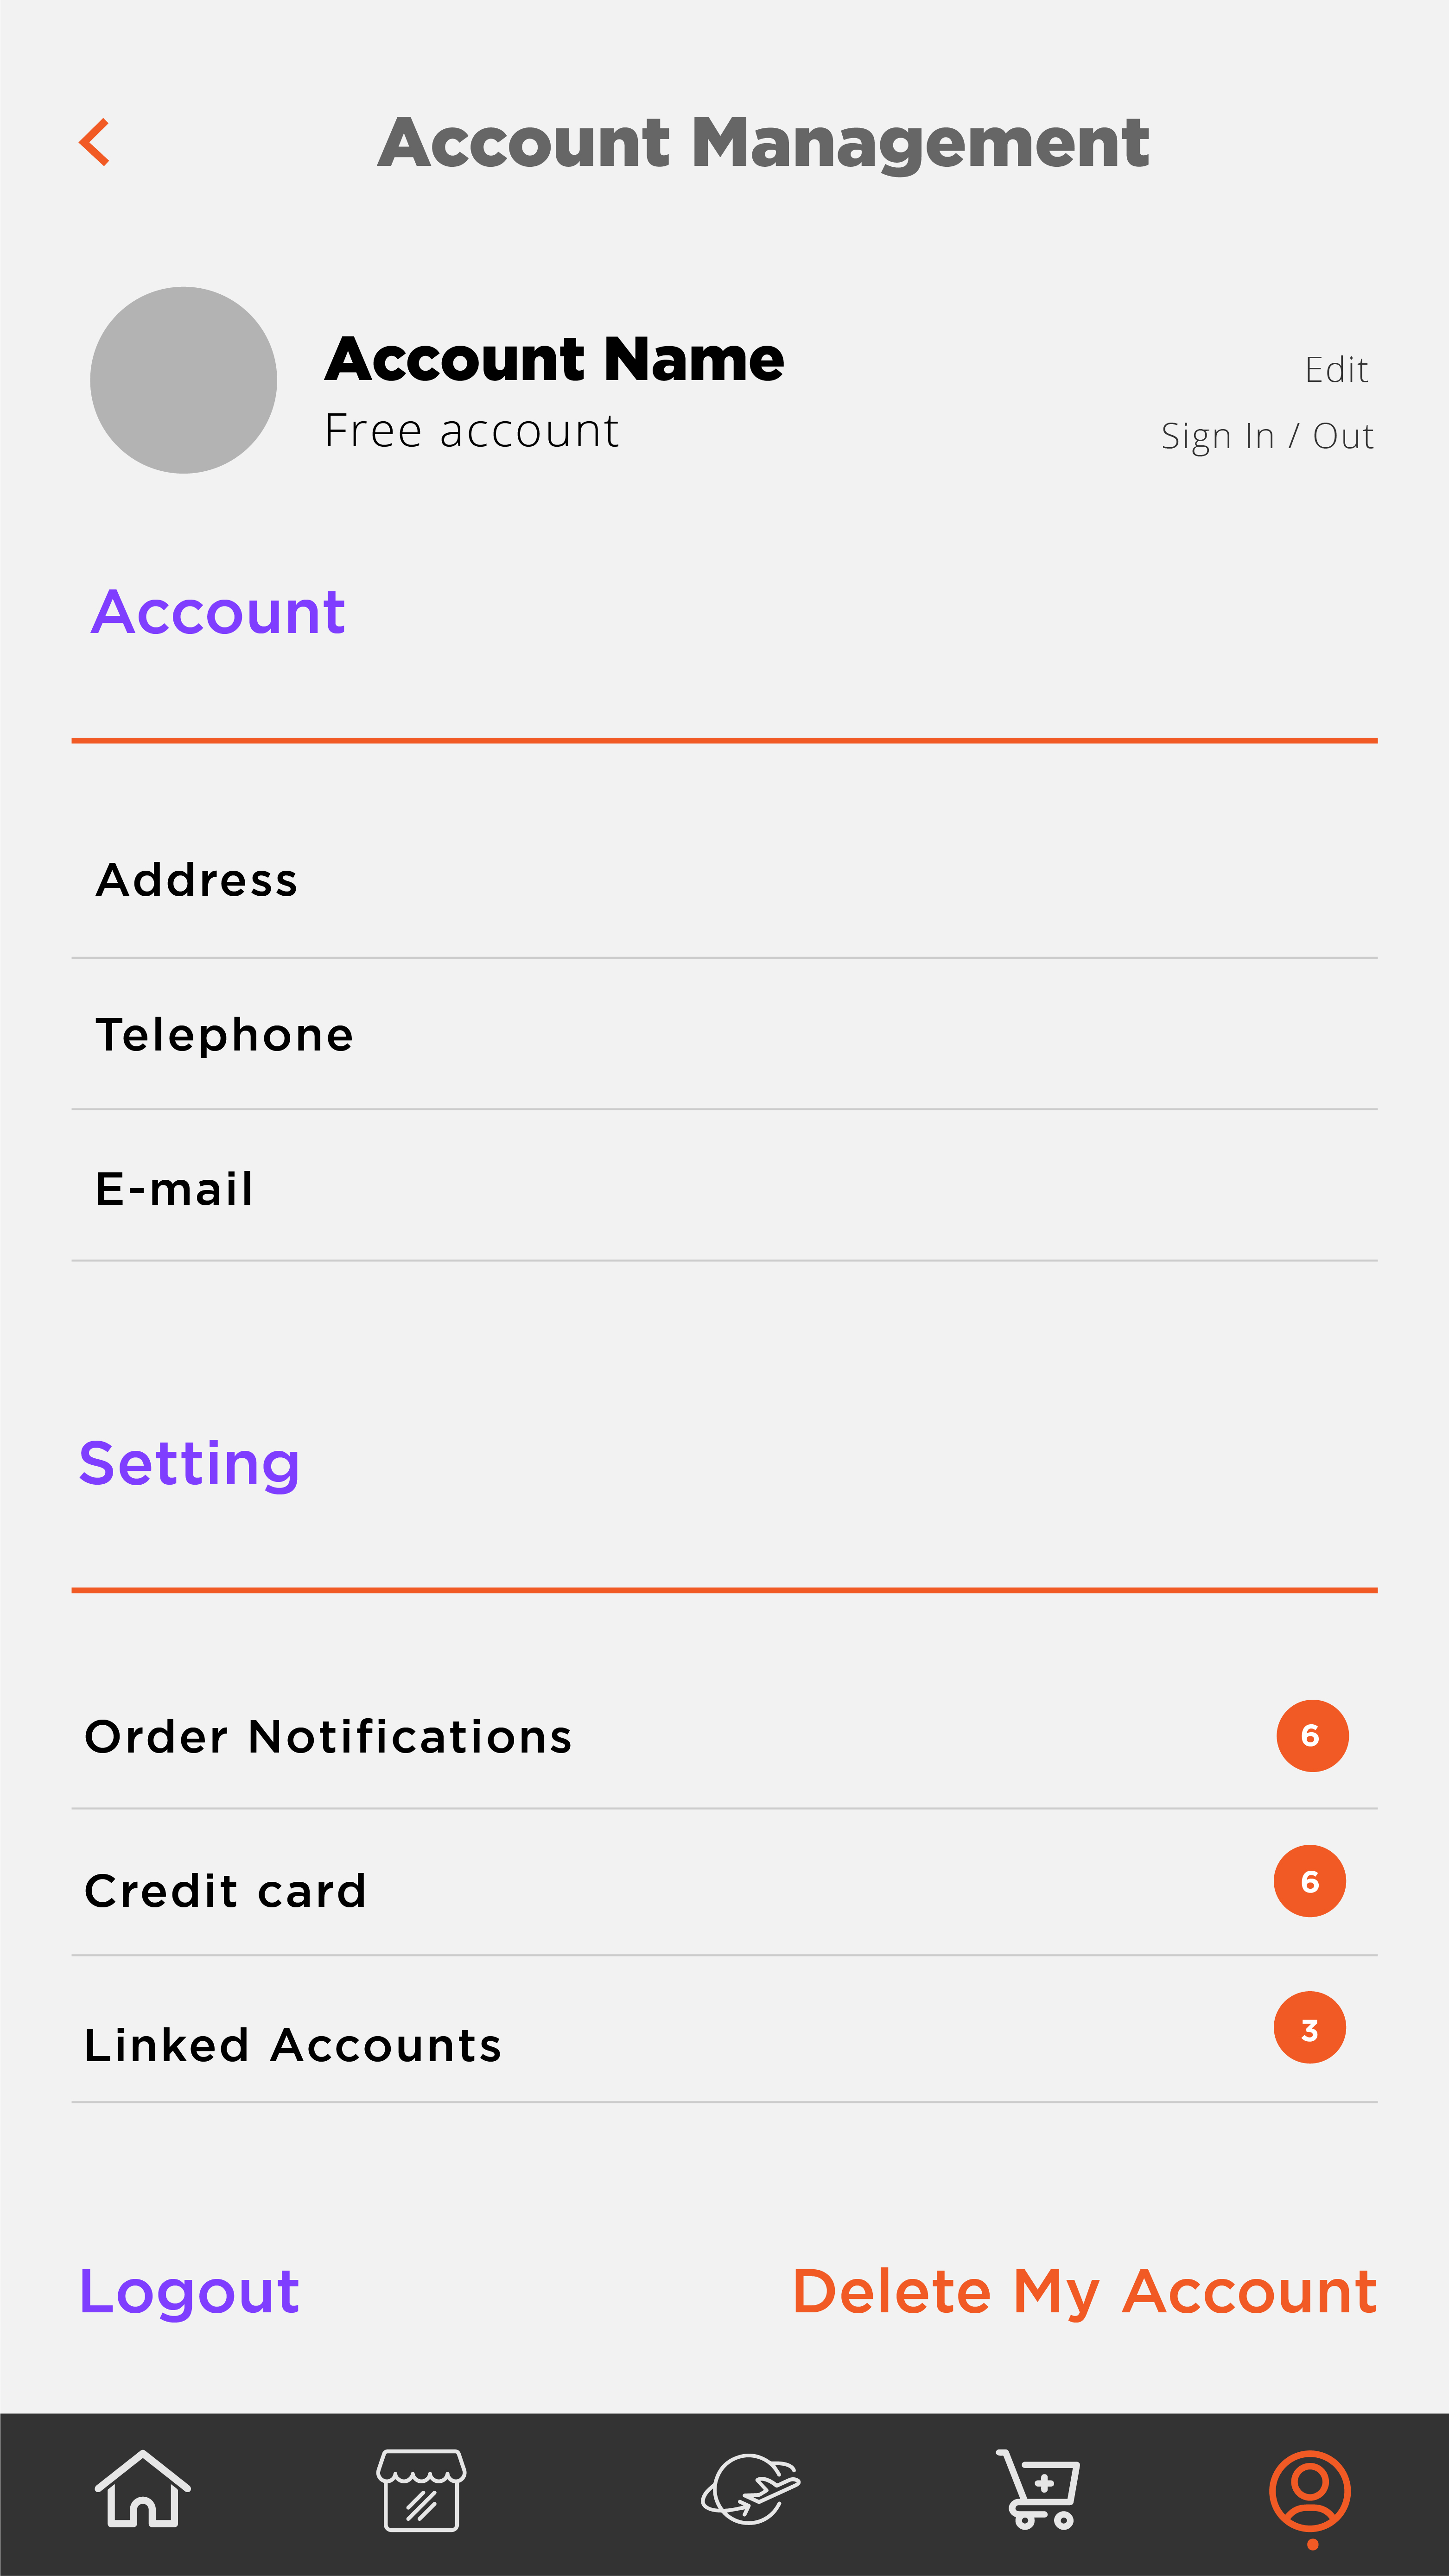 Account Management
Account Name
Free account
Edit
Sign In / Out
Account
Address
Telephone
E-mail
Setting
Order Notifications
6
Credit card
6
Linked Accounts
3
Logout
Delete My Account